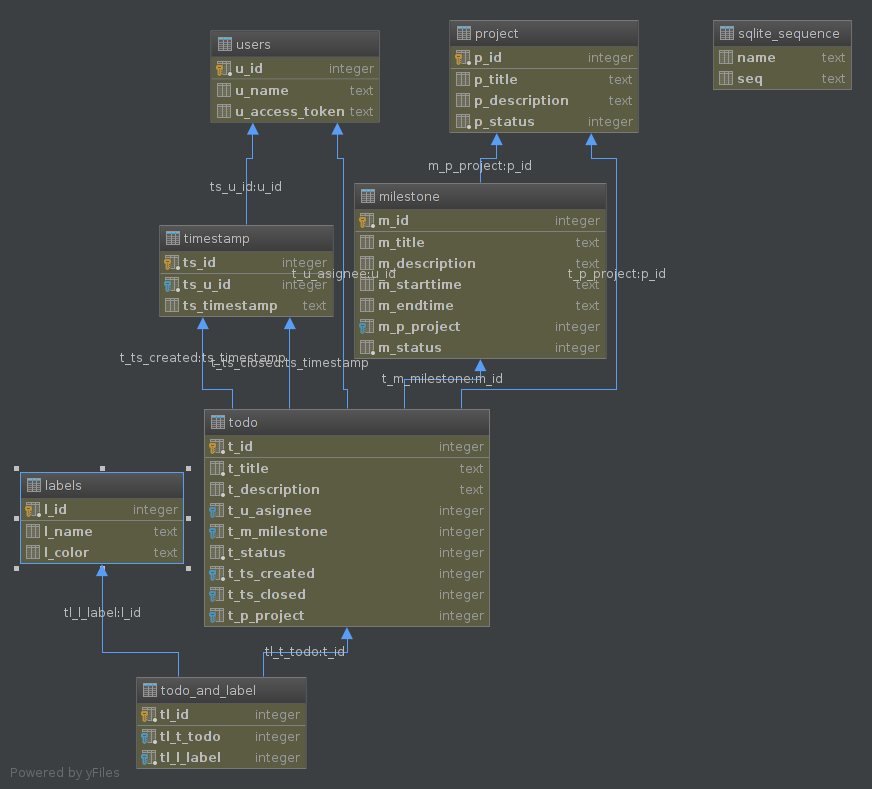 users
u_id integer
u_name text
u_access_token text
project
p_id integer
p_title text
p_description text
p_status integer
sqlite_sequence
name text
seq text
m_p_project:p_id
ts_u_id:u_id
milestone
m_id integer
m_title text
m_description text
m_starttime text
m_endtime text
m_p_project integer
m_status integer
timestamp
ts_id integer
ts_u_id integer
ts_timestamp text
t_u_asignee:u_id
t_p_project:p_id
t_ts_created:ts_timestamp
t_ts_closed:ts_timestamp
t_m_milestone:m_id
todo
t_id integer
t_title text
t_description text
t_u_asignee integer
t_m_milestone integer
t_status integer
t_ts_created integer
t_ts_closed integer
t_p_project integer
labels
l_id integer
l_name text
l_color text
tl_l_label:l_id
tl_t_todo:t_id
todo_and_label
tl_id integer
tl_t_todo integer
tl_l_label integer
Powered by yFiles